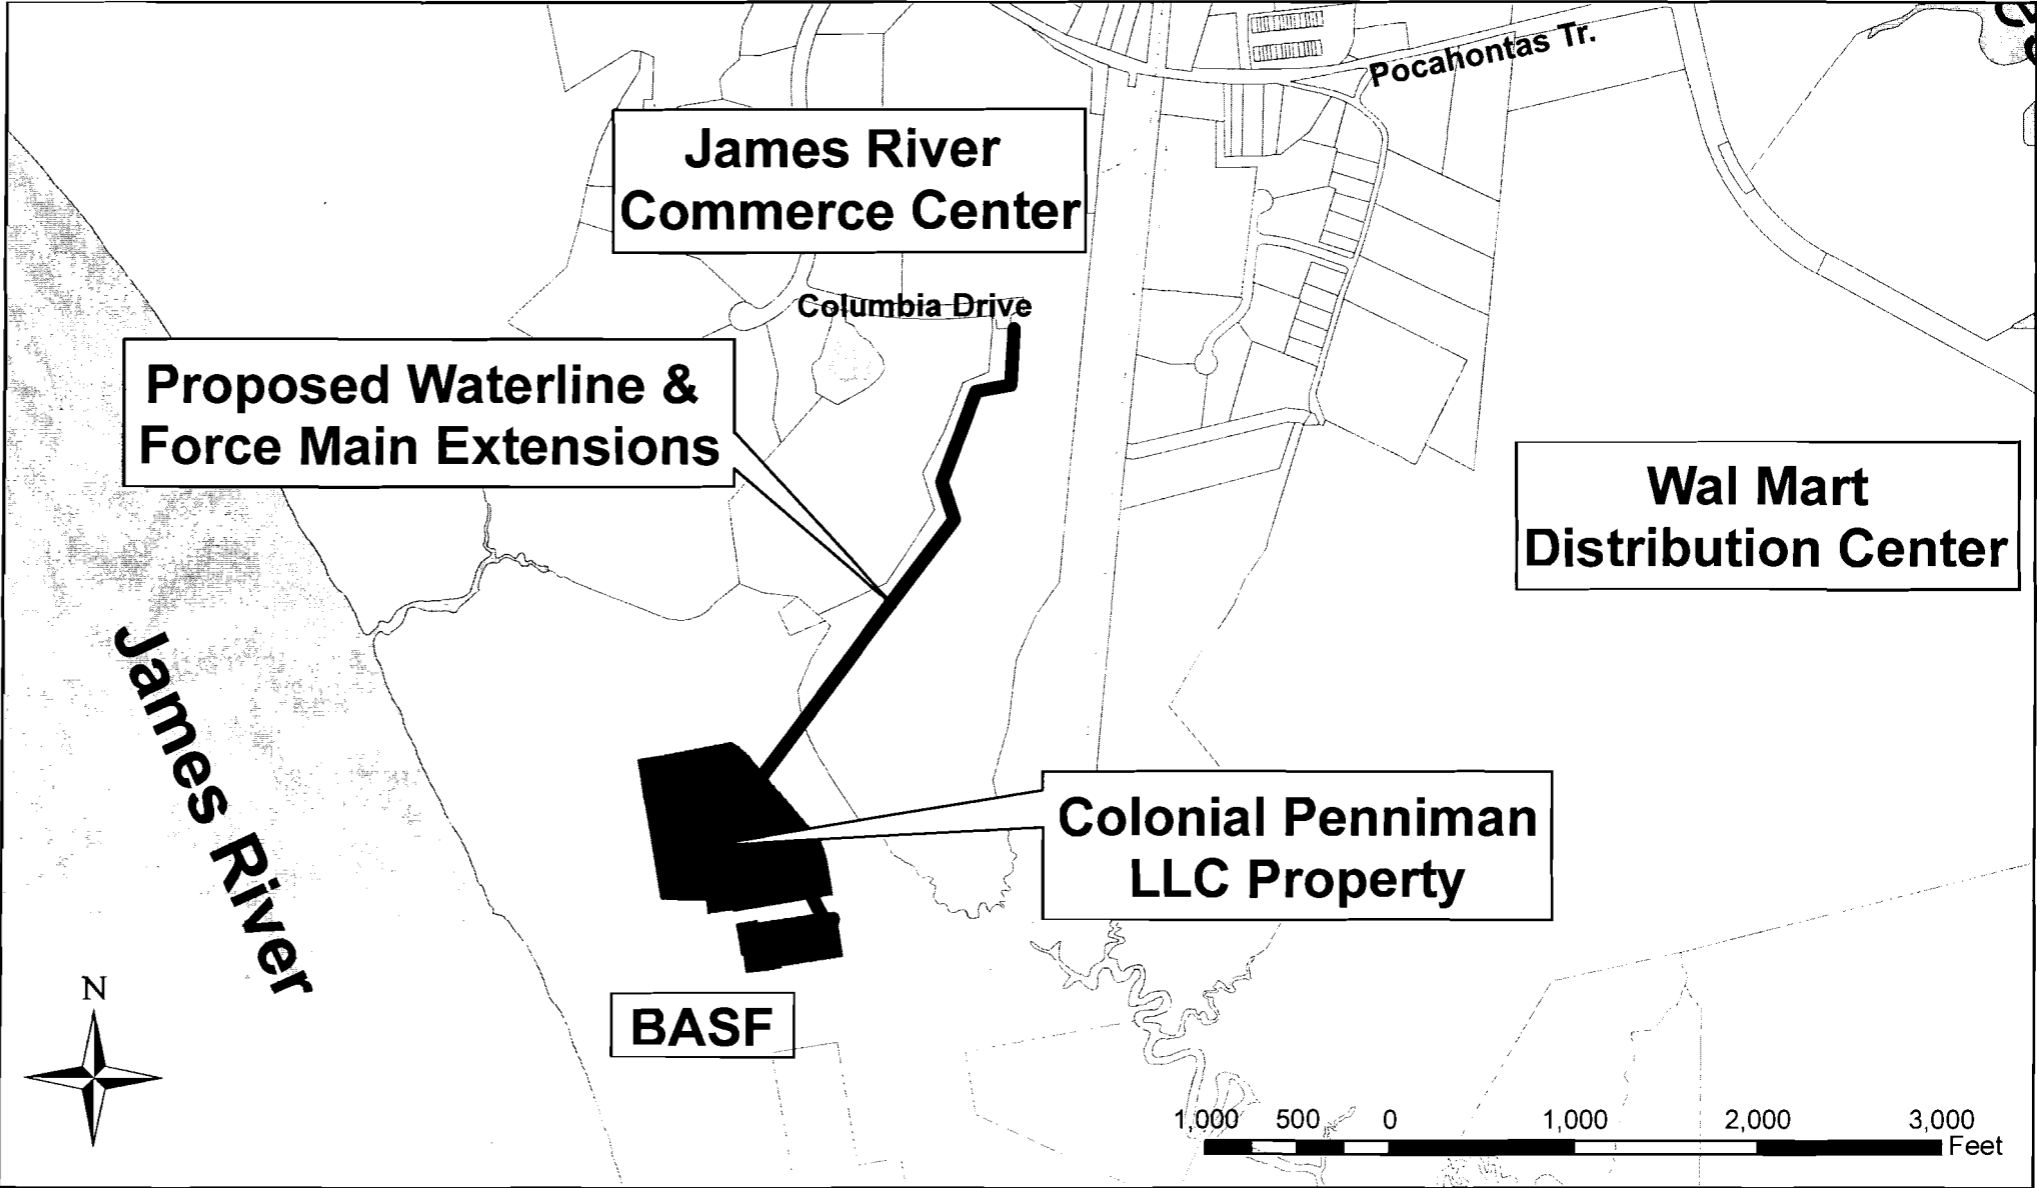 Pocahontas Tr.
James River
Commerce Center
Columbia Drive
Proposed Waterline &
Force Main Extensions
Wal Mart
Distribution Center
James River
Colonial Penniman
LLC Property
N
BASF
1,000 500 0 1,000 2,000 3,000
Feet